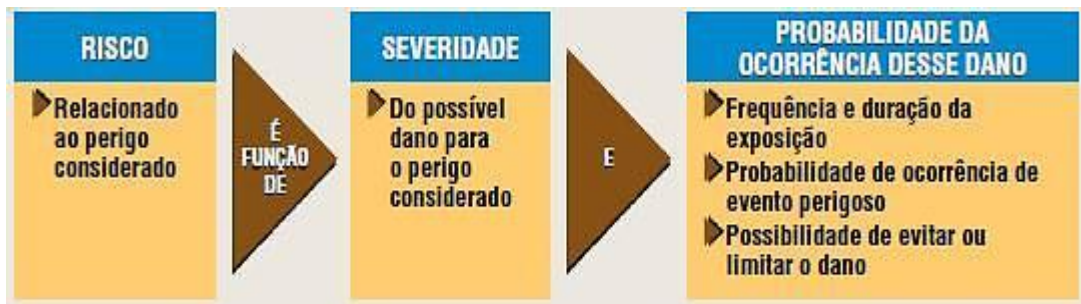 RISCO
Relacionado
ao perigo
considerado
É
FUNÇÃO
DE
SEVERIDADE
Do possível
dano para
o perigo
considerado
E
PROBABILIDADE DA
OCORRÊNCIA DESSE DANO
Frequência e duração da
exposição
Probabilidade de ocorrência de
evento perigoso
Possibilidade de evitar ou
limitar o dano